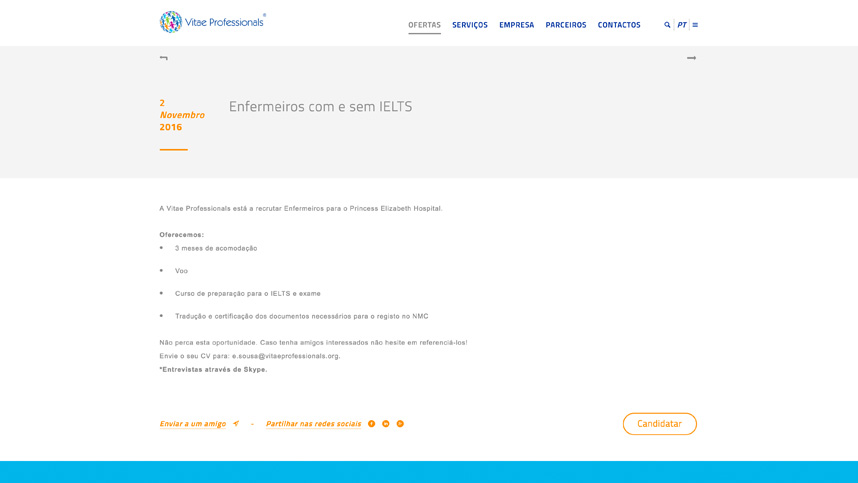 Vitae Professionals®
OFERTAS SERVIÇOS EMPRESA PARCEIROS CONTACTOS PT
2
Novembro
2016
Enfermeiros com e sem IELTS
A Vitae Professionals está a recrutar Enfermeiros para o Princess Elizabeth Hospital.
Oferecemos:
• 3 meses de acomodação
• Voo
• Curso de preparação para o IELTS e exame
• Tradução e certificação dos documentos necessários para o registo no NMC
Não perca esta oportunidade. Caso tenha amigos interessados não hesite em referenciá-los!
Envie o seu CV para: e.sousa@vitaeprofessionals.org.
*Entrevistas através de Skype.
Enviar a um amigo - Partilhar nas redes sociais
Candidatar